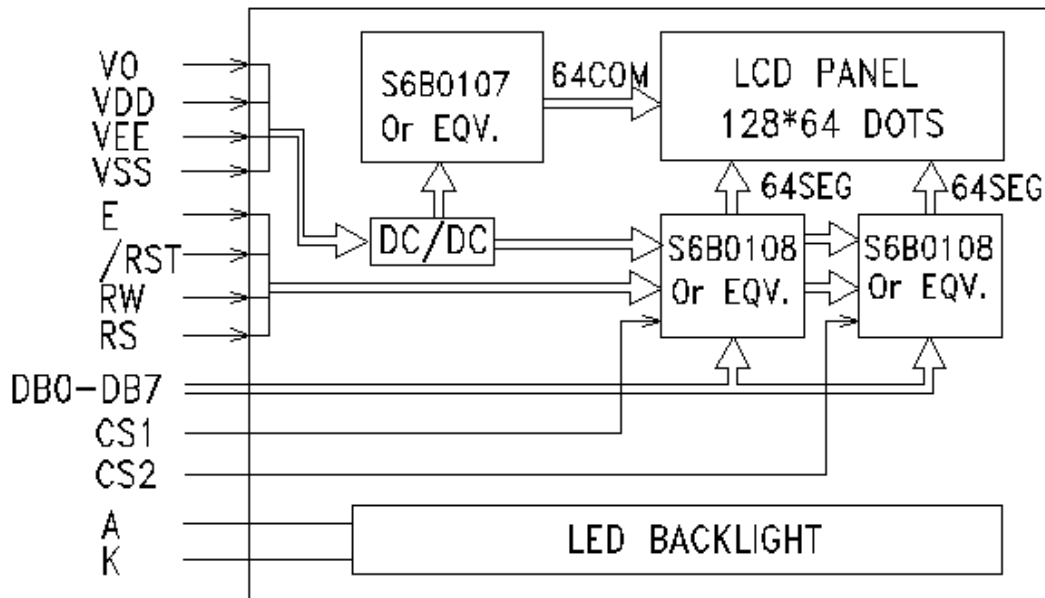 V0
VDD
VEE
VSS
E
/RST
RW
RS
DB0-DB7
CS1
CS2
A
K
S6B0107
Or EQV.
64COM
LCD PANEL
128*64 DOTS
64SEG
64SEG
DC/DC
S6B0108
Or EQV.
S6B0108
Or EQV.
LED BACKLIGHT